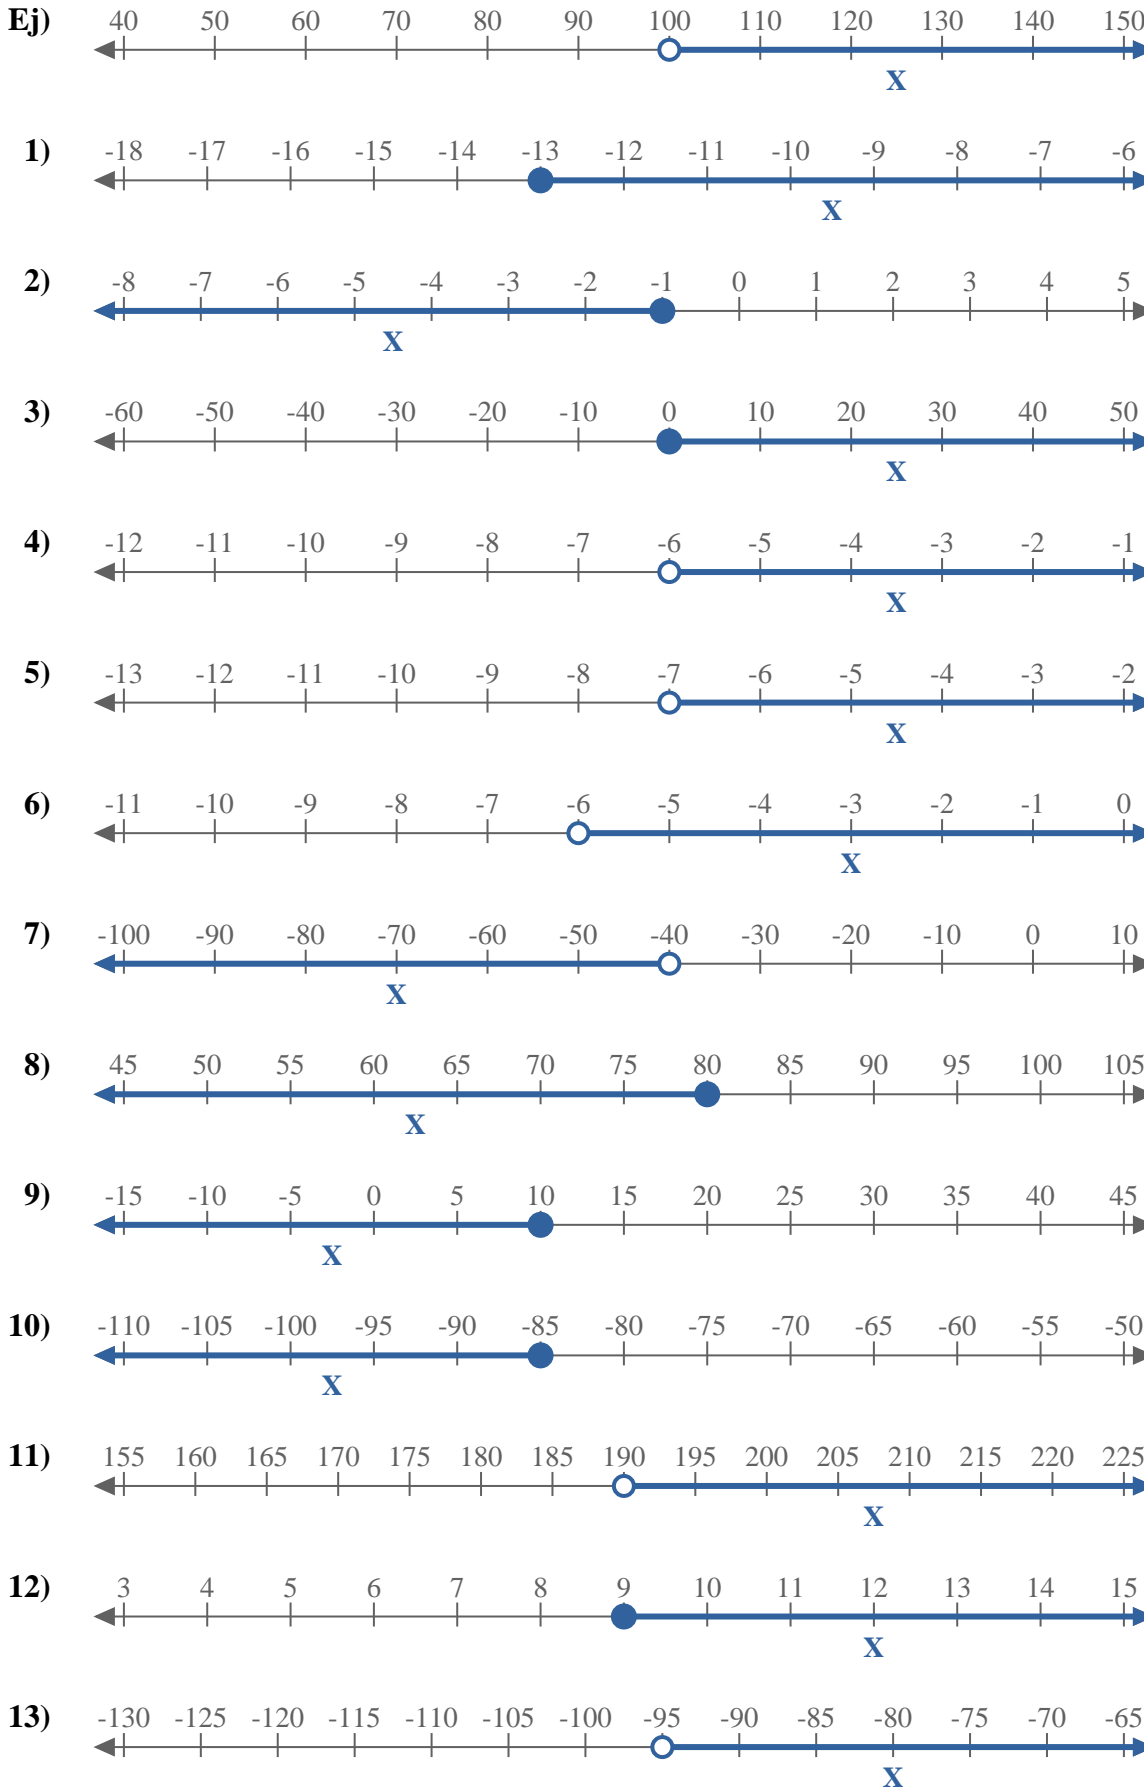 Ej) 40 50 60 70 80 90 100 110 120 130 140 150
X
1) -18 -17 -16 -15 -14 -13 -12 -11 -10 -9 -8 -7 -6
X
2) -8 -7 -6 -5 -4 -3 -2 -1 0 1 2 3 4 5
X
3) -60 -50 -40 -30 -20 -10 0 10 20 30 40 50
X
4) -12 -11 -10 -9 -8 -7 -6 -5 -4 -3 -2 -1
X
5) -13 -12 -11 -10 -9 -8 -7 -6 -5 -4 -3 -2
X
6) -11 -10 -9 -8 -7 -6 -5 -4 -3 -2 -1 0
X
7) -100 -90 -80 -70 -60 -50 -40 -30 -20 -10 0 10
X
8) 45 50 55 60 65 70 75 80 85 90 95 100 105
X
9) -15 -10 -5 0 5 10 15 20 25 30 35 40 45
X
10) -110 -105 -100 -95 -90 -85 -80 -75 -70 -65 -60 -55 -50
X
11) 155 160 165 170 175 180 185 190 195 200 205 210 215 220 225
X
12) 3 4 5 6 7 8 9 10 11 12 13 14 15
X
13) -130 -125 -120 -115 -110 -105 -100 -95 -90 -85 -80 -75 -70 -65
X